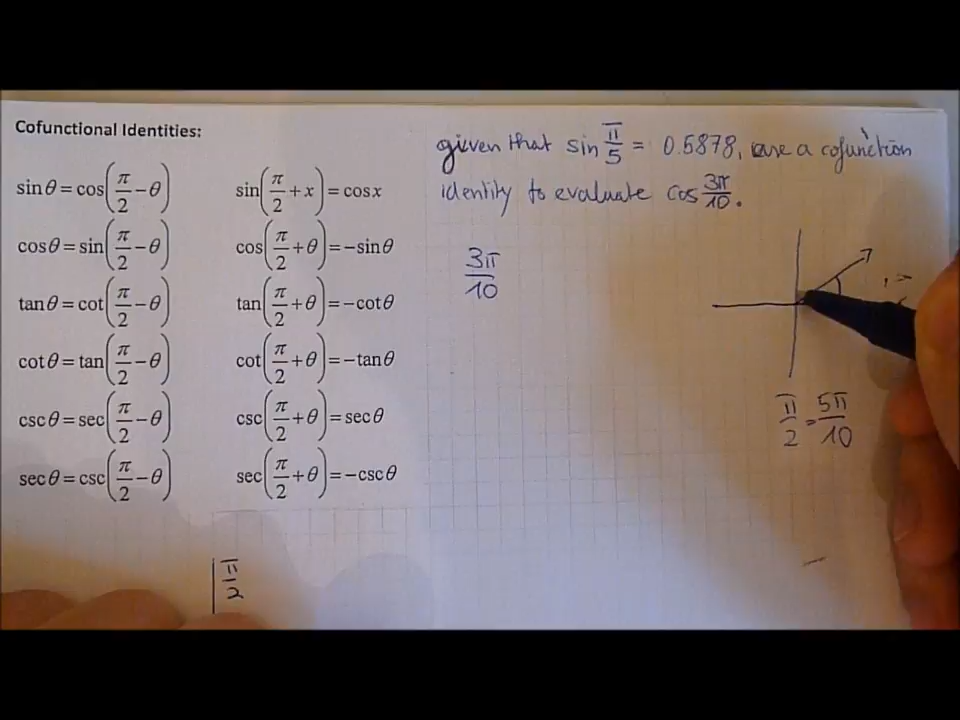 Cofunctional Identities:
sinθ = cos(π/2 − θ)
cosθ = sin(π/2 − θ)
tanθ = cot(π/2 − θ)
cotθ = tan(π/2 − θ)
cscθ = sec(π/2 − θ)
secθ = csc(π/2 − θ)
sin(π/2 + x) = cosx
cos(π/2 + θ) = −sinθ
tan(π/2 + θ) = −cotθ
cot(π/2 + θ) = −tanθ
csc(π/2 + θ) = secθ
sec(π/2 + θ) = −cscθ
given that sin π/5 = 0.5878, use a cofunction
identity to evaluate cos 3π/10.
3π/10
π/2 = 5π/10
π/2